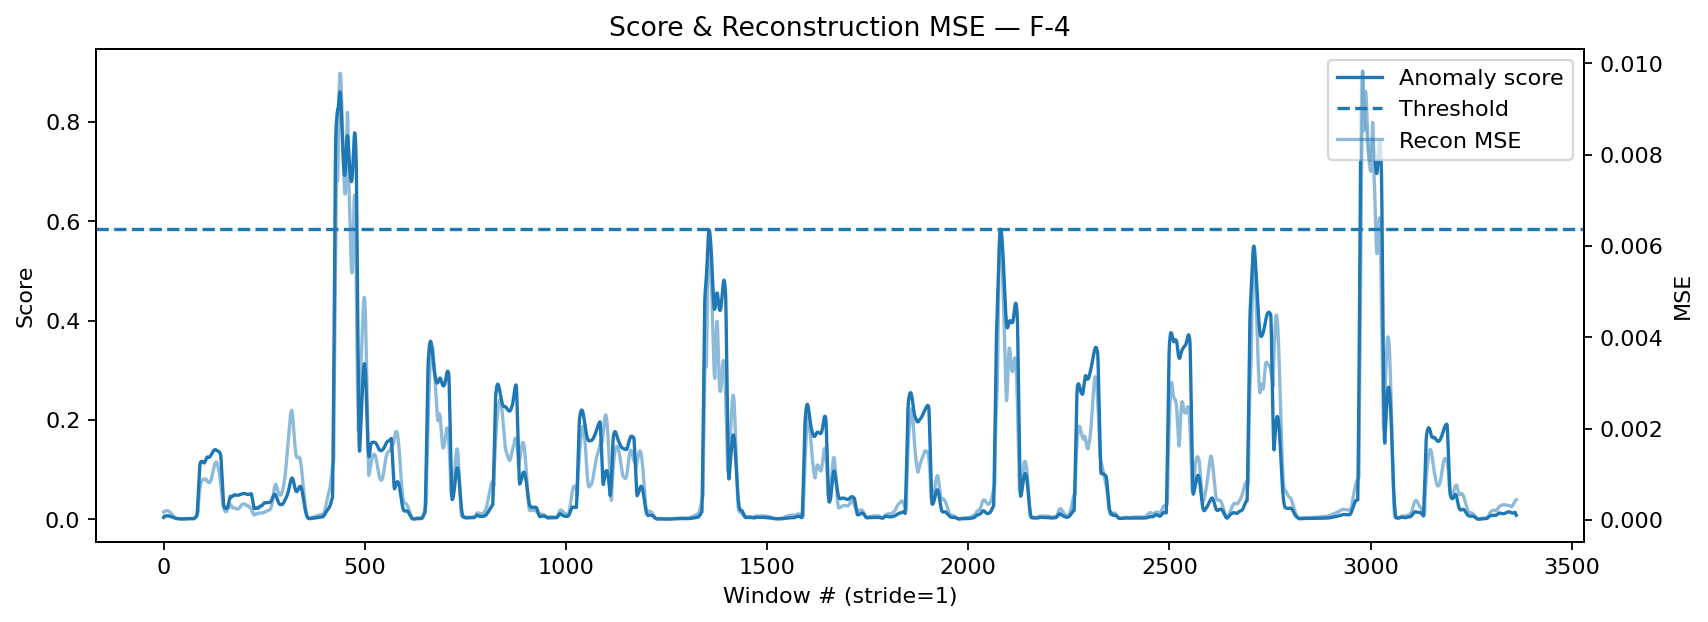 Score & Reconstruction MSE — F-4
Anomaly score
Threshold
Recon MSE
Score
0.8
0.6
0.4
0.2
0.0
MSE
0.010
0.008
0.006
0.004
0.002
0.000
0 500 1000 1500 2000 2500 3000 3500
Window # (stride=1)